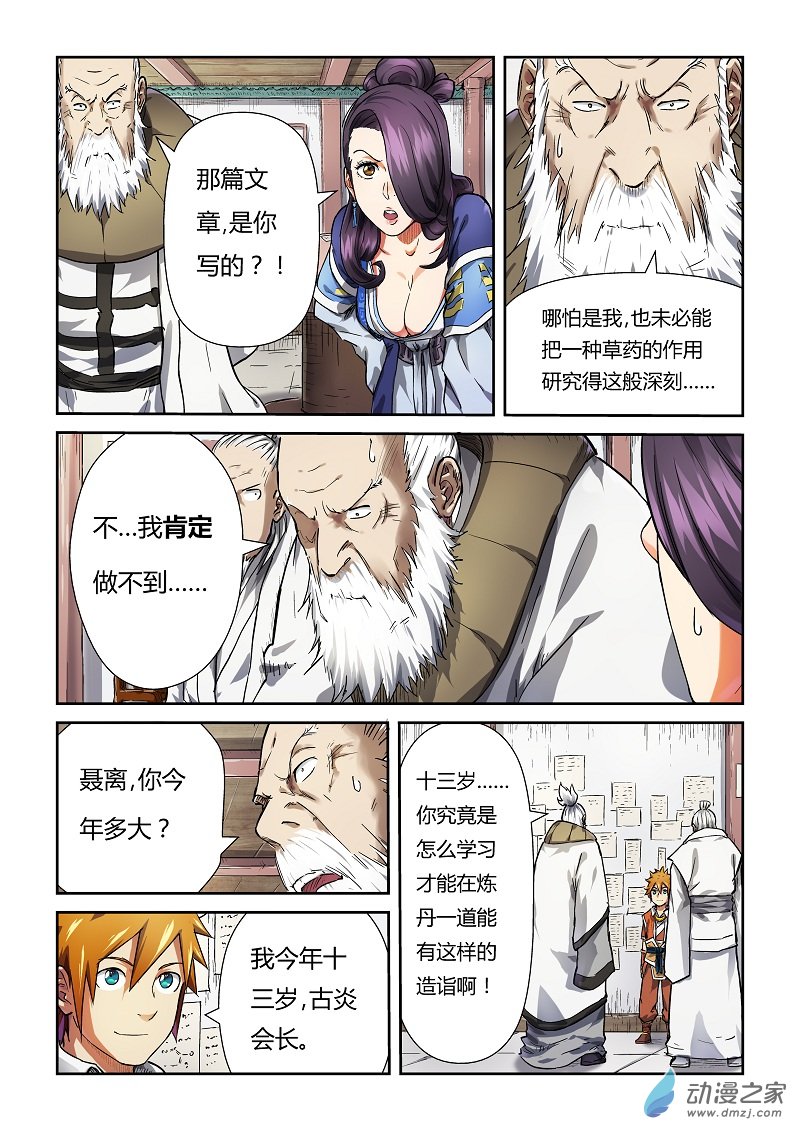 那篇文
章,是你
写的？！
哪怕是我,也未必能
把一种草药的作用
研究得这般深刻……
不…我肯定
做不到……
聂离,你今
年多大？
我今年十
三岁,古炎
会长。
十三岁……
你究竟是
怎么学习
才能在炼
丹一道能
有这样的
造诣啊！
动漫之家
www.dmzj.com